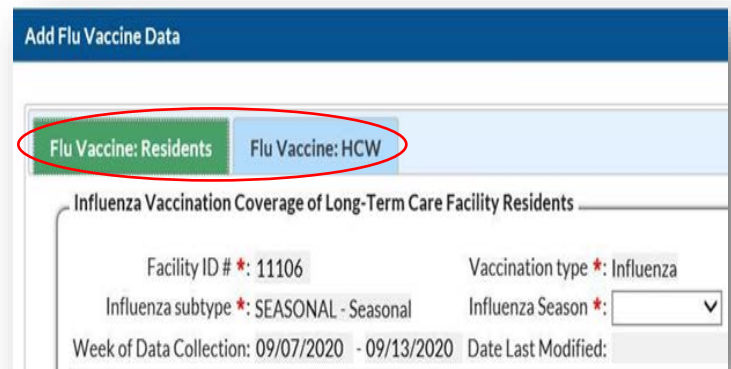 Add Flu Vaccine Data
Flu Vaccine: Residents Flu Vaccine: HCW
Influenza Vaccination Coverage of Long-Term Care Facility Residents
Facility ID # *: 11106 Vaccination type *: Influenza
Influenza subtype *: SEASONAL - Seasonal Influenza Season *:
Week of Data Collection: 09/07/2020 - 09/13/2020 Date Last Modified: